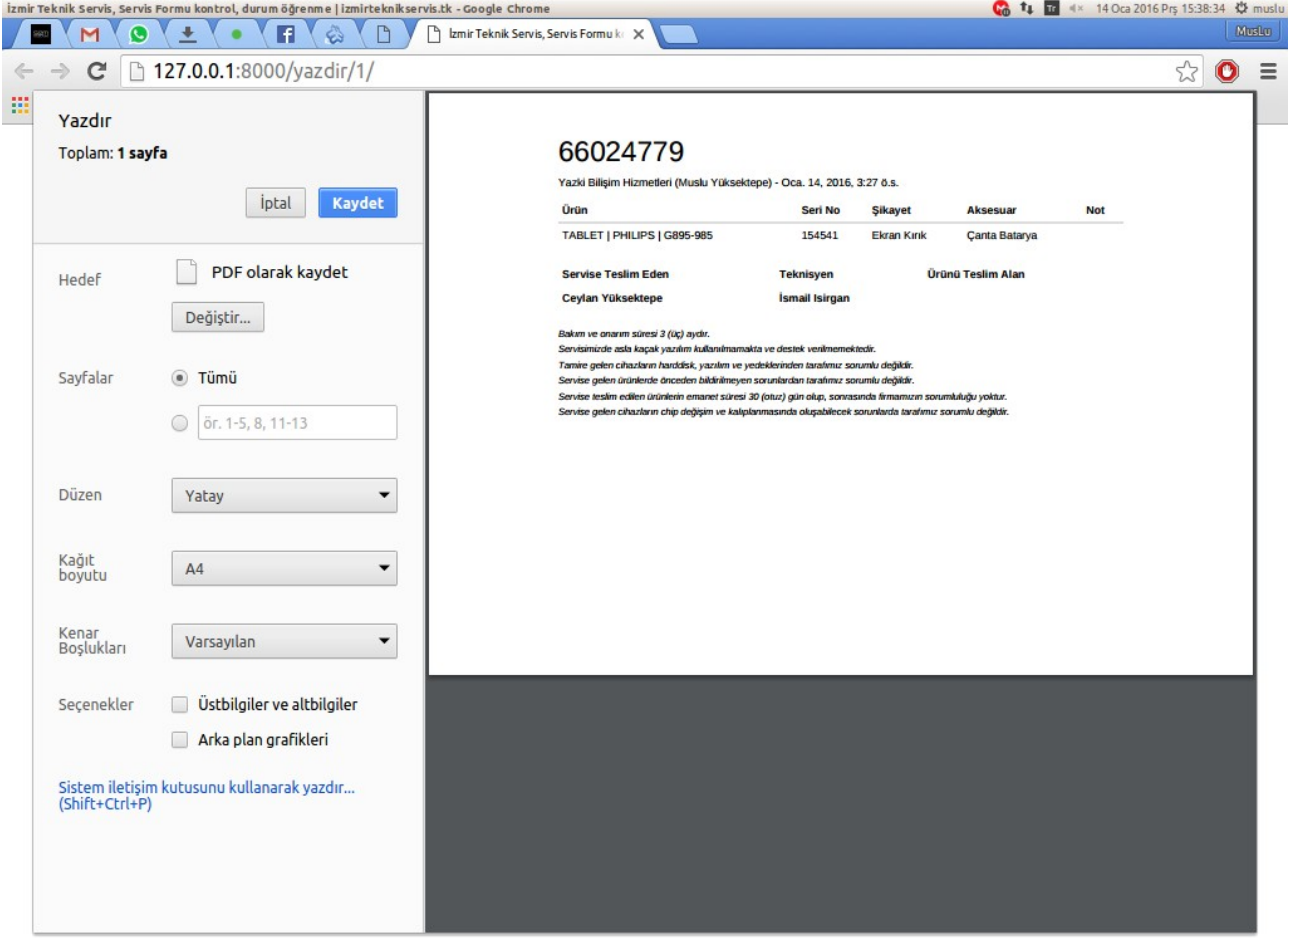 İzmir Teknik Servis, Servis Formu kontrol, durum öğrenme | izmirteknikservis.tk - Google Chrome
Tr 14 Oca 2016 Prş 15:38:34 muslu
İzmir Teknik Servis, Servis Formu k
MusLu
127.0.0.1:8000/yazdir/1/
Yazdır
Toplam: 1 sayfa
İptal Kaydet
Hedef PDF olarak kaydet
Değiştir...
Sayfalar Tümü
ör. 1-5, 8, 11-13
Düzen Yatay
Kağıt
boyutu
A4
Kenar
Boşlukları
Varsayılan
Seçenekler Üstbilgiler ve altbilgiler
Arka plan grafikleri
Sistem iletişim kutusunu kullanarak yazdır...
(Shift+Ctrl+P)
66024779
Yazki Bilişim Hizmetleri (Muslu Yüksektepe) - Oca. 14, 2016, 3:27 ö.s.
Ürün Seri No Şikayet Aksesuar Not
TABLET | PHILIPS | G895-985 154541 Ekran Kırık Çanta Batarya
Servise Teslim Eden Teknisyen Ürünü Teslim Alan
Ceylan Yüksektepe İsmail Isirgan
Bakım ve onarım süresi 3 (üç) aydır.
Servisimizde asla kaçak yazılım kullanılmamakta ve destek verilmemektedir.
Tamire gelen cihazların harddisk, yazılım ve yedeklerinden tarafımız sorumlu değildir.
Servise gelen ürünlerde önceden bildirilmeyen sorunlardan tarafımız sorumlu değildir.
Servise teslim edilen ürünlerin emanet süresi 30 (otuz) gün olup, sonrasında firmamızın sorumluluğu yoktur.
Servise gelen cihazların chip değişim ve kalıplanmasında oluşabilecek sorunlarda tarafımız sorumlu değildir.